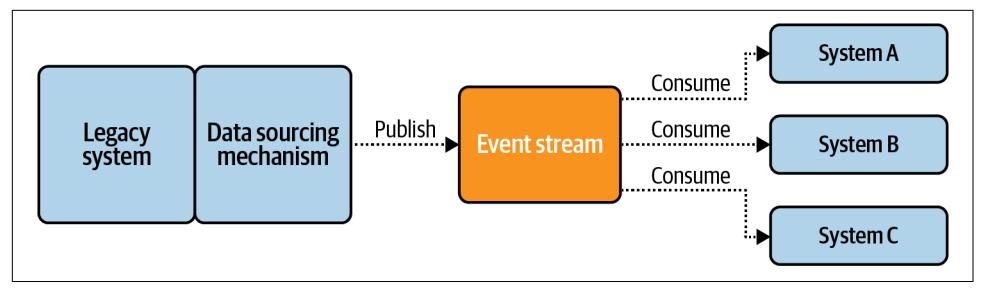 Legacy
system
Data sourcing
mechanism
Publish
Event stream
Consume
Consume
Consume
System A
System B
System C